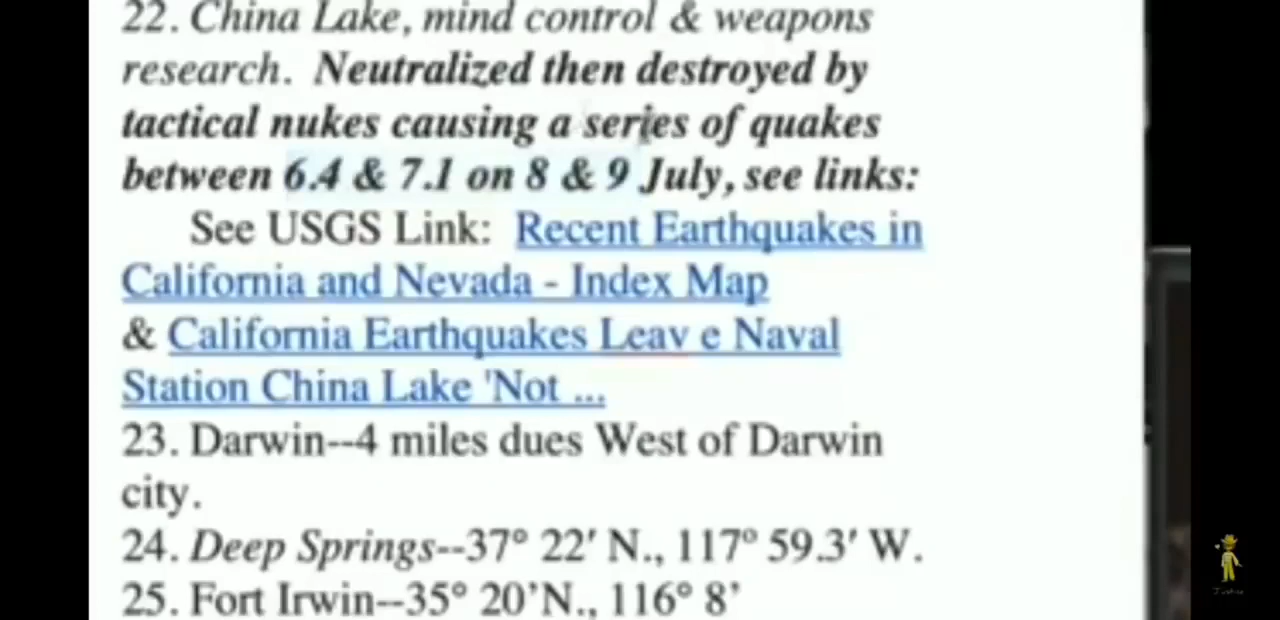 22. China Lake, mind control & weapons
research. Neutralized then destroyed by
tactical nukes causing a series of quakes
between 6.4 & 7.1 on 8 & 9 July, see links:
See USGS Link: Recent Earthquakes in
California and Nevada - Index Map
& California Earthquakes Leav e Naval
Station China Lake 'Not ...
23. Darwin--4 miles dues West of Darwin
city.
24. Deep Springs--37° 22′ N., 117° 59.3′ W.
25. Fort Irwin--35° 20’N., 116° 8’